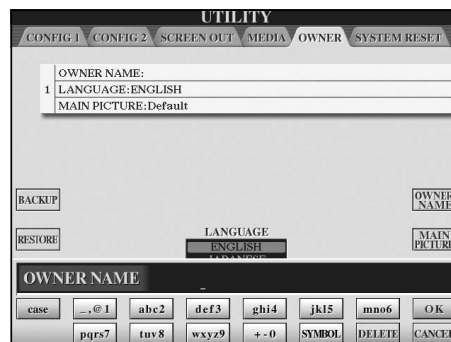 UTILITY
CONFIG 1 CONFIG 2 SCREEN OUT MEDIA OWNER SYSTEM RESET
OWNER NAME:
1 LANGUAGE:ENGLISH
MAIN PICTURE:Default
BACKUP
OWNER NAME
RESTORE
LANGUAGE
ENGLISH
JAPANESE
MAIN PICTURE
OWNER NAME _
case _,@1 abc2 def3 ghi4 jkl5 mno6 OK
pqrs7 tuv8 wxyz9 +-0 SYMBOL DELETE CANCEL